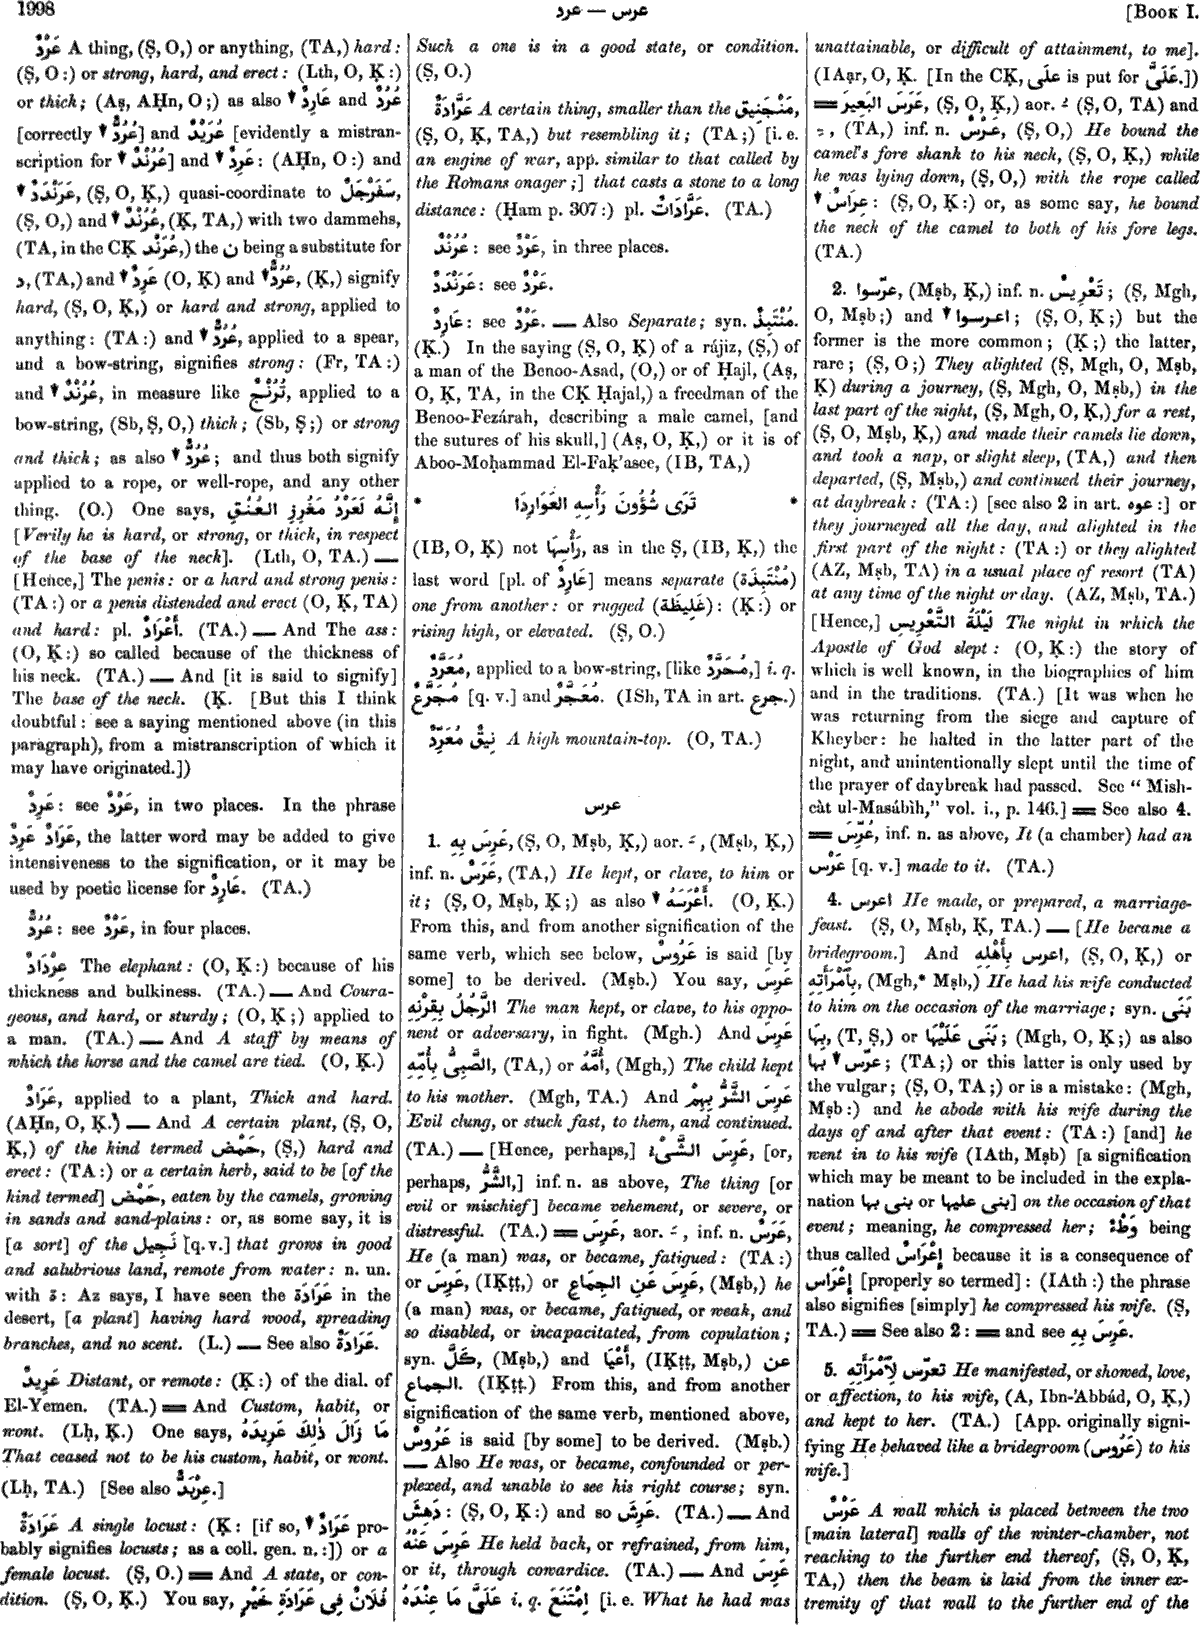 1998
عرد — عرس
[BOOK I.
عَرْدٌ A thing, (Ṣ, O,) or anything, (TA,) hard:
(Ṣ, O:) or strong, hard, and erect: (Lth, O, Ḳ:)
or thick; (Aṣ, AḤn, O;) as also ↓ عَارِدٌ and عُرُدٌ
[correctly ↓ عُرُدٌّ] and عُرَيْدٌ [evidently a mistran-
scription for ↓ عُرُنْدٌ] and ↓ عَرِدٌ: (AḤn, O:) and
↓ عَرَنْدَدٌ, (Ṣ, O, Ḳ,) quasi-coordinate to سَفَرْجَلٌ,
(Ṣ, O,) and ↓ عُرُنْدٌ, (Ḳ, TA,) with two dammehs,
(TA, in the CḲ عُرَنْد,) the ن being a substitute for
د, (TA,) and ↓ عَرِدٌ (O, Ḳ) and ↓ عُرُدٌّ, (Ḳ,) signify
hard, (Ṣ, O, Ḳ,) or hard and strong, applied to
anything: (TA:) and ↓ عُرُدٌّ, applied to a spear,
and a bow-string, signifies strong: (Fr, TA:)
and ↓ عُرُنْدٌ, in measure like تُرُنْجٌ, applied to a
bow-string, (Sb, Ṣ, O,) thick; (Sb, Ṣ;) or strong
and thick; as also ↓ عُرُدٌّ; and thus both signify
applied to a rope, or well-rope, and any other
thing. (O.) One says, إِنَّهُ لَعَرْدُ مَغْرِزِ العُنُقِ
[Verily he is hard, or strong, or thick, in respect
of the base of the neck]. (Lth, O, TA.) —
[Hence,] The penis: or a hard and strong penis:
(TA:) or a penis distended and erect (O, Ḳ, TA)
and hard: pl. أَعْرَادٌ. (TA.) — And The ass:
(O, Ḳ:) so called because of the thickness of
his neck. (TA.) — And [it is said to signify]
The base of the neck. (Ḳ. [But this I think
doubtful: see a saying mentioned above (in this
paragraph), from a mistranscription of which it
may have originated.])
عَرِدٌ: see عَرْدٌ, in two places. In the phrase
عَرَادٌ عَرِدٌ, the latter word may be added to give
intensiveness to the signification, or it may be
used by poetic license for عَارِدٌ. (TA.)
عُرُدٌّ: see عَرْدٌ, in four places.
عِرْدَادٌ The elephant: (O, Ḳ:) because of his
thickness and bulkiness. (TA.) — And Coura-
geous, and hard, or sturdy; (O, Ḳ;) applied to
a man. (TA.) — And A staff by means of
which the horse and the camel are tied. (O, Ḳ.)
عَرَادٌ, applied to a plant, Thick and hard.
(AḤn, O, Ḳ.) — And A certain plant, (Ṣ, O,
Ḳ,) of the kind termed حَمْض, (Ṣ,) hard and
erect: (TA:) or a certain herb, said to be [of the
kind termed] حَمْض, eaten by the camels, growing
in sands and sand-plains: or, as some say, it is
[a sort] of the نَجِيل [q. v.] that grows in good
and salubrious land, remote from water: n. un.
with ة: Az says, I have seen the عَرَادَة in the
desert, [a plant] having hard wood, spreading
branches, and no scent. (L.) — See also عَرَادَةٌ.
عَرِيدٌ Distant, or remote: (Ḳ:) of the dial. of
El-Yemen. (TA.) ═ And Custom, habit, or
wont. (Lḥ, Ḳ.) One says, مَا زَالَ ذٰلِكَ عَرِيدَهُ
That ceased not to be his custom, habit, or wont.
(Lḥ, TA.) [See also عِرْبَدٌّ.]
عَرَادَةٌ A single locust: (Ḳ: [if so, ↓ عَرَادٌ pro-
bably signifies locusts; as a coll. gen. n.:]) or a
female locust. (Ṣ, O.) ═ And A state, or con-
dition. (Ṣ, O, Ḳ.) You say, فُلَانٌ فِى عَرَادَةِ خَيْرٍ
Such a one is in a good state, or condition.
(Ṣ, O.)
عَرَّادَةٌ A certain thing, smaller than the مَنْجَنِيق,
(Ṣ, O, Ḳ, TA,) but resembling it; (TA;) [i. e.
an engine of war, app. similar to that called by
the Romans onager;] that casts a stone to a long
distance: (Ḥam p. 307:) pl. عَرَّادَاتٌ. (TA.)
عُرُنْدٌ: see عَرْدٌ, in three places.
عَرَنْدَدٌ: see عَرْدٌ.
عَارِدٌ: see عَرْدٌ. — Also Separate; syn. مُنْتَبِذٌ.
(Ḳ.) In the saying (Ṣ, O, Ḳ) of a rájiz, (Ṣ,) of
a man of the Benoo-Asad, (O,) or of Ḥajl, (Aṣ,
O, Ḳ, TA, in the CḲ Ḥajal,) a freedman of the
Benoo-Fezárah, describing a male camel, [and
the sutures of his skull,] (Aṣ, O, Ḳ,) or it is of
Aboo-Moḥammad El-Faḳ'asee, (IB, TA,)
* تَرَى شُؤُونَ رَأْسِهِ العَوَارِدَا *
(IB, O, Ḳ) not رَأْسِهَا, as in the Ṣ, (IB, Ḳ,) the
last word [pl. of عَارِدٌ] means separate (مُنْتَبِذَة)
one from another: or rugged (غَلِيظَة): (Ḳ:) or
rising high, or elevated. (Ṣ, O.)
مُعَرَّدٌ, applied to a bow-string, [like مُحَرَّدٌ,] i. q.
مُجَرَّعٌ [q. v.] and مُعَجَّرٌ. (ISh, TA in art. جرع.)
نِيقٌ مُعَرِّدٌ A high mountain-top. (O, TA.)
عرس
1. عَرِسَ بِهِ, (Ṣ, O, Mṣb, Ḳ,) aor. ـَ, (Mṣb, Ḳ,)
inf. n. عَرَسٌ, (TA,) He kept, or clave, to him or
it; (Ṣ, O, Mṣb, Ḳ;) as also ↓ أَعْرَسَهُ. (O, Ḳ.)
From this, and from another signification of the
same verb, which see below, عَرُوسٌ is said [by
some] to be derived. (Mṣb.) You say, عَرِسَ
الرَّجُلُ بِقِرْنِهِ The man kept, or clave, to his oppo-
nent or adversary, in fight. (Mgh.) And عَرِسَ
الصَّبِىُّ بِأُمِّهِ, (TA,) or أُمَّهُ, (Mgh,) The child kept
to his mother. (Mgh, TA.) And عَرِسَ الشَّرُّ بِهِمْ
Evil clung, or stuck fast, to them, and continued.
(TA.) — [Hence, perhaps,] عَرِسَ الشَّىْءُ, [or,
perhaps, الشَّرُّ,] inf. n. as above, The thing [or
evil or mischief] became vehement, or severe, or
distressful. (TA.) ═ عَرِسَ, aor. ـَ, inf. n. عَرَسٌ,
He (a man) was, or became, fatigued: (TA:)
or عَرِسَ, (IḲṭṭ,) or عَرِسَ عَنِ الجِمَاعِ, (Mṣb,) he
(a man) was, or became, fatigued, or weak, and
so disabled, or incapacitated, from copulation;
syn. كَلَّ, (Mṣb,) and أَعْيَا, (IḲṭṭ, Mṣb,) عن
الجماع. (IḲṭṭ.) From this, and from another
signification of the same verb, mentioned above,
عَرُوسٌ is said [by some] to be derived. (Mṣb.)
— Also He was, or became, confounded or per-
plexed, and unable to see his right course; syn.
دَهِشَ: (Ṣ, O, Ḳ:) and so عَرِشَ. (TA.) — And
عَرِسَ عَنْهُ He held back, or refrained, from him,
or it, through cowardice. (TA.) — And عَرِسَ
عَلَىَّ مَا عِنْدَهُ i. q. اِمْتَنَعَ [i. e. What he had was
unattainable, or difficult of attainment, to me].
(IAạr, O, Ḳ. [In the CḲ, على is put for عَلَىَّ.])
═ عَرَسَ البَعِيرَ, (Ṣ, O, Ḳ,) aor. ـُ (Ṣ, O, TA) and
ـِ, (TA,) inf. n. عَرْسٌ, (Ṣ, O,) He bound the
camel's fore shank to his neck, (Ṣ, O, Ḳ,) while
he was lying down, (Ṣ, O,) with the rope called
↓ عِرَاسٌ: (Ṣ, O, Ḳ:) or, as some say, he bound
the neck of the camel to both of his fore legs.
(TA.)
2. عرّسوا, (Mṣb, Ḳ,) inf. n. تَعْرِيسٌ; (Ṣ, Mgh,
O, Mṣb;) and ↓ اعرسوا; (Ṣ, O, Ḳ;) but the
former is the more common; (Ḳ;) the latter,
rare; (Ṣ, O;) They alighted (Ṣ, Mgh, O, Mṣb,
Ḳ) during a journey, (Ṣ, Mgh, O, Mṣb,) in the
last part of the night, (Ṣ, Mgh, O, Ḳ,) for a rest,
(Ṣ, O, Mṣb, Ḳ,) and made their camels lie down,
and took a nap, or slight sleep, (TA,) and then
departed, (Ṣ, Mṣb,) and continued their journey,
at daybreak: (TA:) [see also 2 in art. عوه:] or
they journeyed all the day, and alighted in the
first part of the night: (TA:) or they alighted
(AZ, Mṣb, TA) in a usual place of resort (TA)
at any time of the night or day. (AZ, Mṣb, TA.)
[Hence,] لَيْلَةُ التَّعْرِيسِ The night in which the
Apostle of God slept: (O, Ḳ:) the story of
which is well known, in the biographies of him
and in the traditions. (TA.) [It was when he
was returning from the siege and capture of
Kheyber: he halted in the latter part of the
night, and unintentionally slept until the time of
the prayer of daybreak had passed. See "Mish-
càt ul-Masábìh," vol. i., p. 146.] ═ See also 4.
═ عَرَّسَ, inf. n. as above, It (a chamber) had an
عَرْس [q. v.] made to it. (TA.)
4. اعرس He made, or prepared, a marriage-
feast. (Ṣ, O, Mṣb, Ḳ, TA.) — [He became a
bridegroom.] And اعرس بِأَهْلِهِ, (Ṣ, O, Ḳ,) or
بِٱمْرَأَتِهِ, (Mgh,* Mṣb,) He had his wife conducted
to him on the occasion of the marriage; syn. بَنَى
بِهَا, (T, Ṣ,) or بَنَى عَلَيْهَا; (Mgh, O, Ḳ;) as also
↓ عرّس بها; (TA;) or this latter is only used by
the vulgar; (Ṣ, O, TA;) or is a mistake: (Mgh,
Mṣb:) and he abode with his wife during the
days of and after that event: (TA:) [and] he
went in to his wife (IAth, Mṣb) [a signification
which may be meant to be included in the expla-
nation بنى بها or بنى عليها] on the occasion of that
event; meaning, he compressed her; وَطْءٌ being
thus called إِعْرَاسٌ because it is a consequence of
إِعْرَاس [properly so termed]: (IAth:) the phrase
also signifies [simply] he compressed his wife. (Ṣ,
TA.) ═ See also 2: ═ and see عَرِسَ بِهِ.
5. تعرّس لِٱمْرَأَتِهِ He manifested, or showed, love,
or affection, to his wife, (A, Ibn-'Abbád, O, Ḳ,)
and kept to her. (TA.) [App. originally signi-
fying He behaved like a bridegroom (عَرُوس) to his
wife.]
عَرْسٌ A wall which is placed between the two
[main lateral] walls of the winter-chamber, not
reaching to the further end thereof, (Ṣ, O, Ḳ,
TA,) then the beam is laid from the inner ex-
tremity of that wall to the further end of the